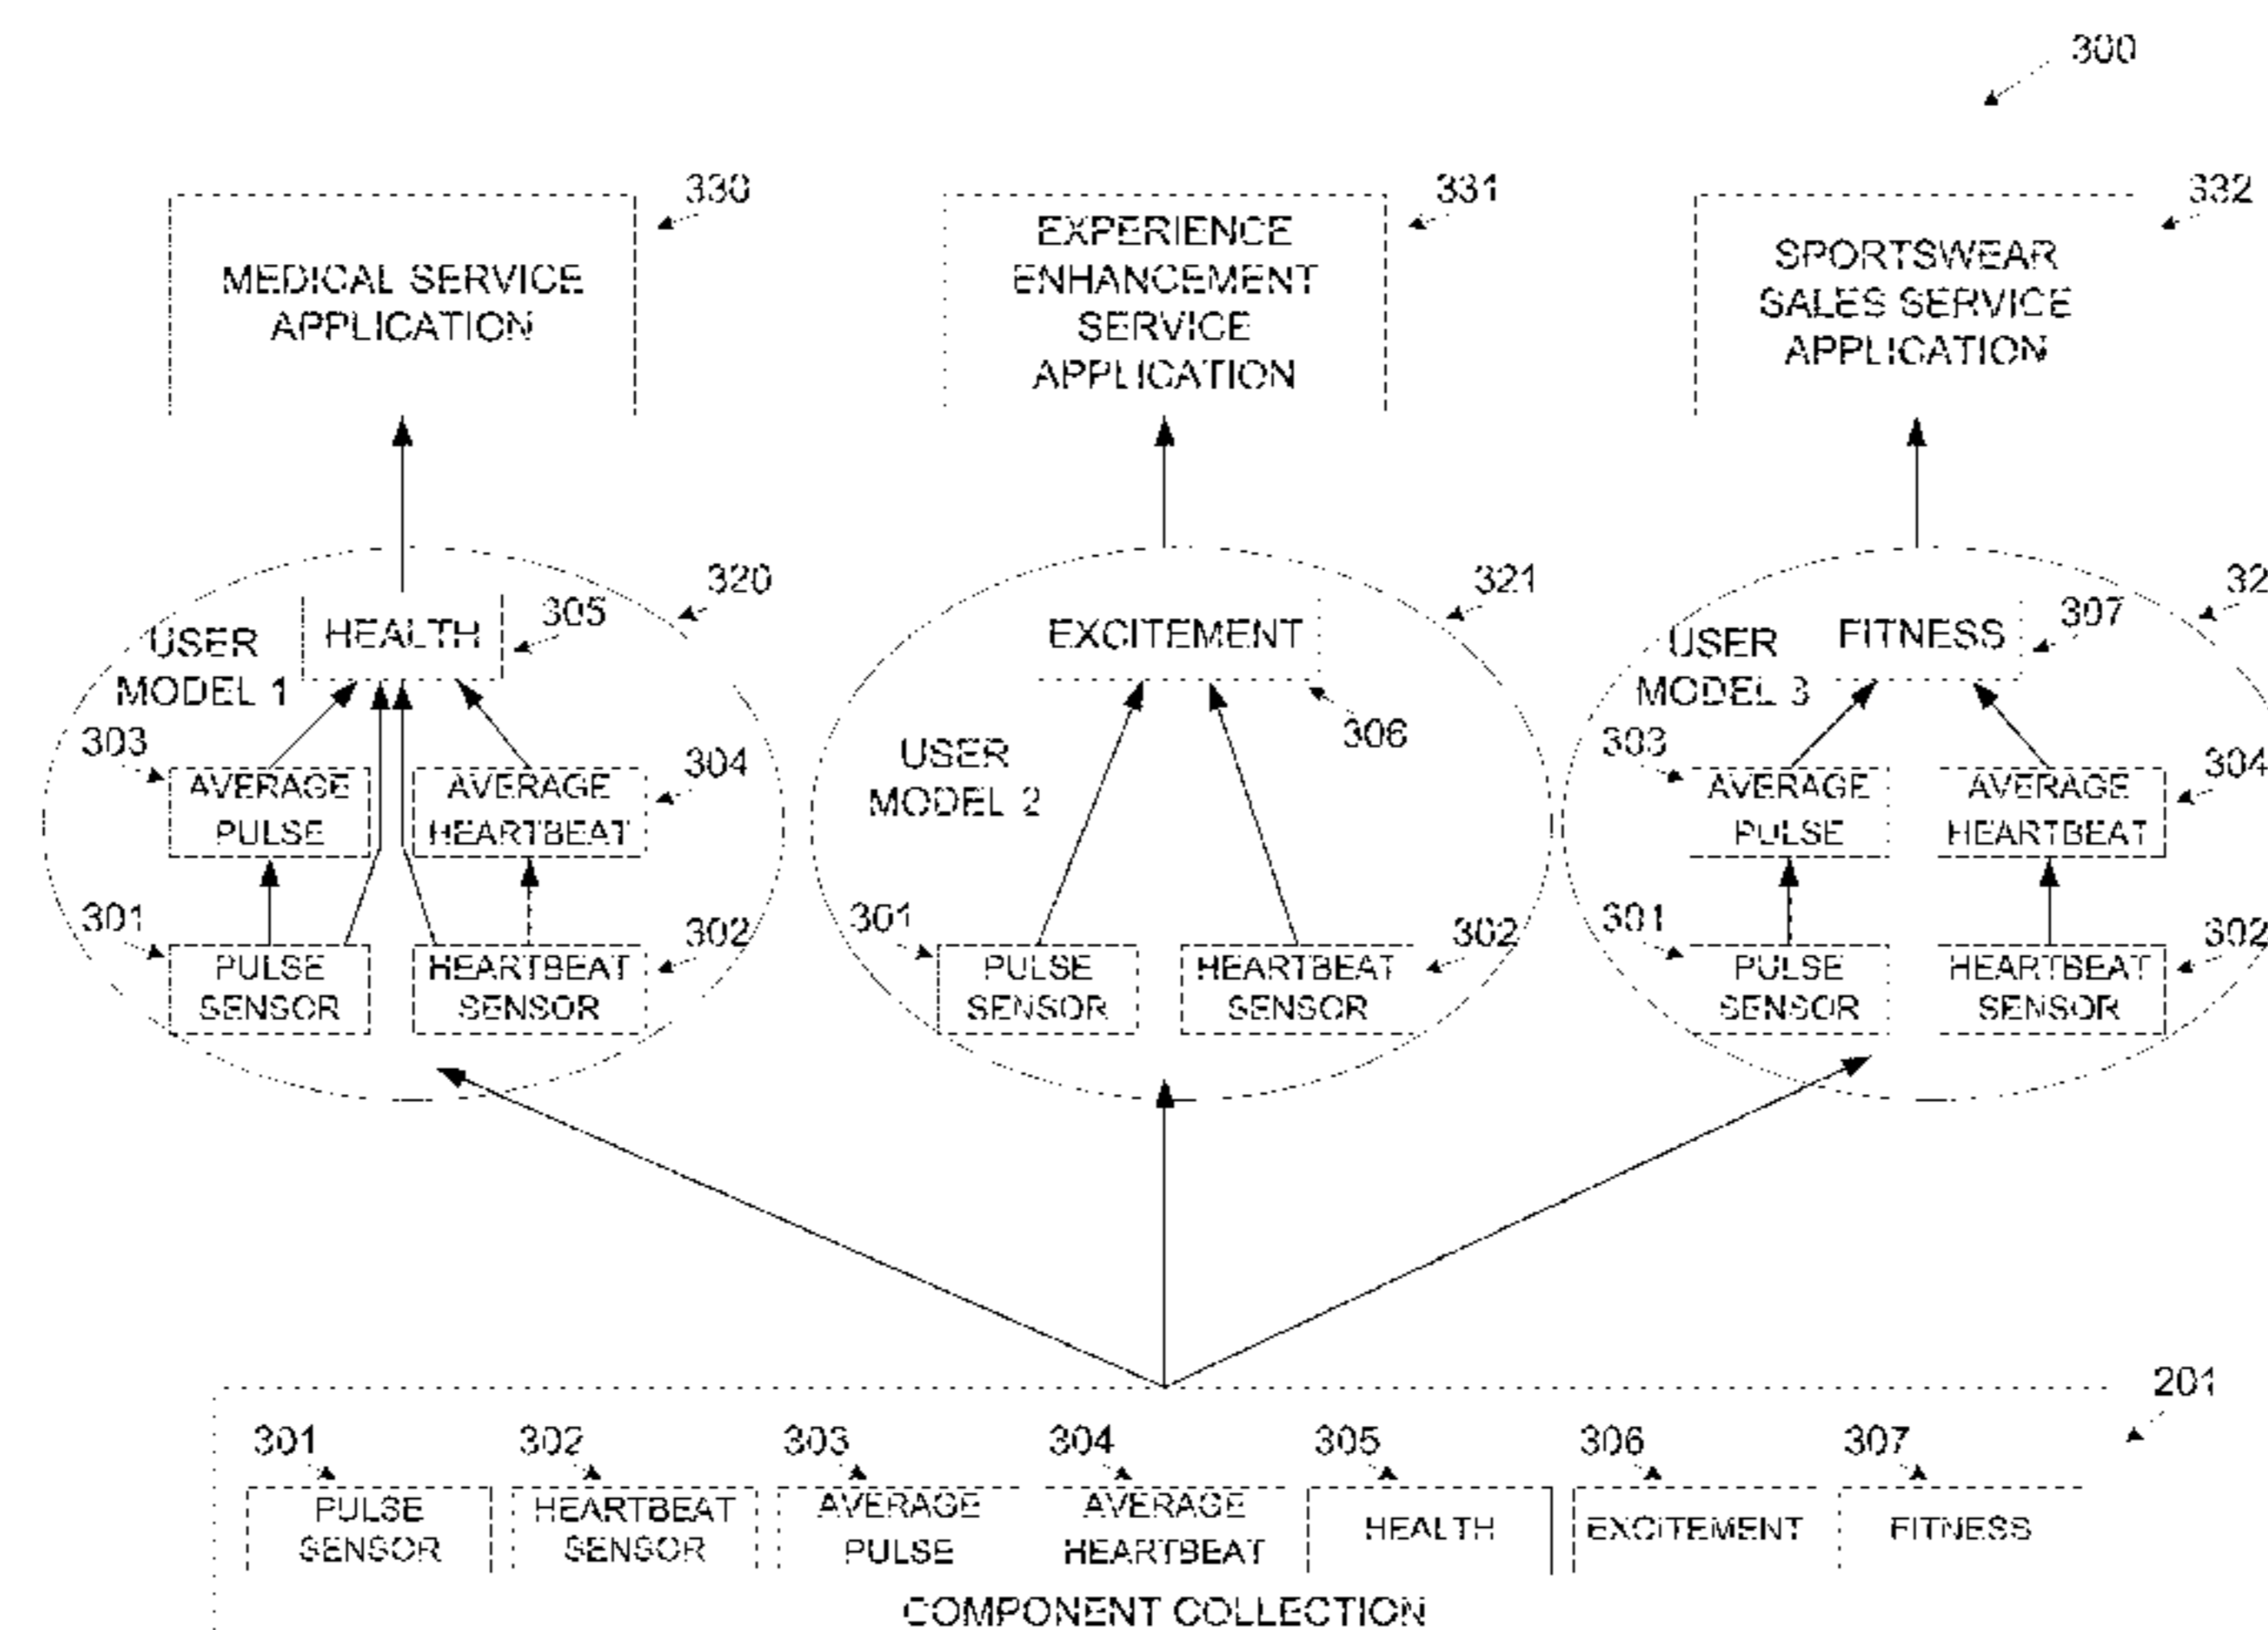 300
330
331
332
MEDICAL SERVICE
APPLICATION
EXPERIENCE
ENHANCEMENT
SERVICE
APPLICATION
SPORTSWEAR
SALES SERVICE
APPLICATION
320
321
32
USER
MODEL 1
HEALTH
305
EXCITEMENT
306
USER
MODEL 2
USER
MODEL 3
FITNESS
307
303
AVERAGE
PULSE
AVERAGE
HEARTBEAT
304
303
AVERAGE
PULSE
AVERAGE
HEARTBEAT
304
301
PULSE
SENSOR
HEARTBEAT
SENSOR
302
301
PULSE
SENSOR
HEARTBEAT
SENSOR
302
301
PULSE
SENSOR
HEARTBEAT
SENSOR
302
201
301
302
303
304
305
306
307
PULSE
SENSOR
HEARTBEAT
SENSOR
AVERAGE
PULSE
AVERAGE
HEARTBEAT
HEALTH
EXCITEMENT
FITNESS
COMPONENT COLLECTION